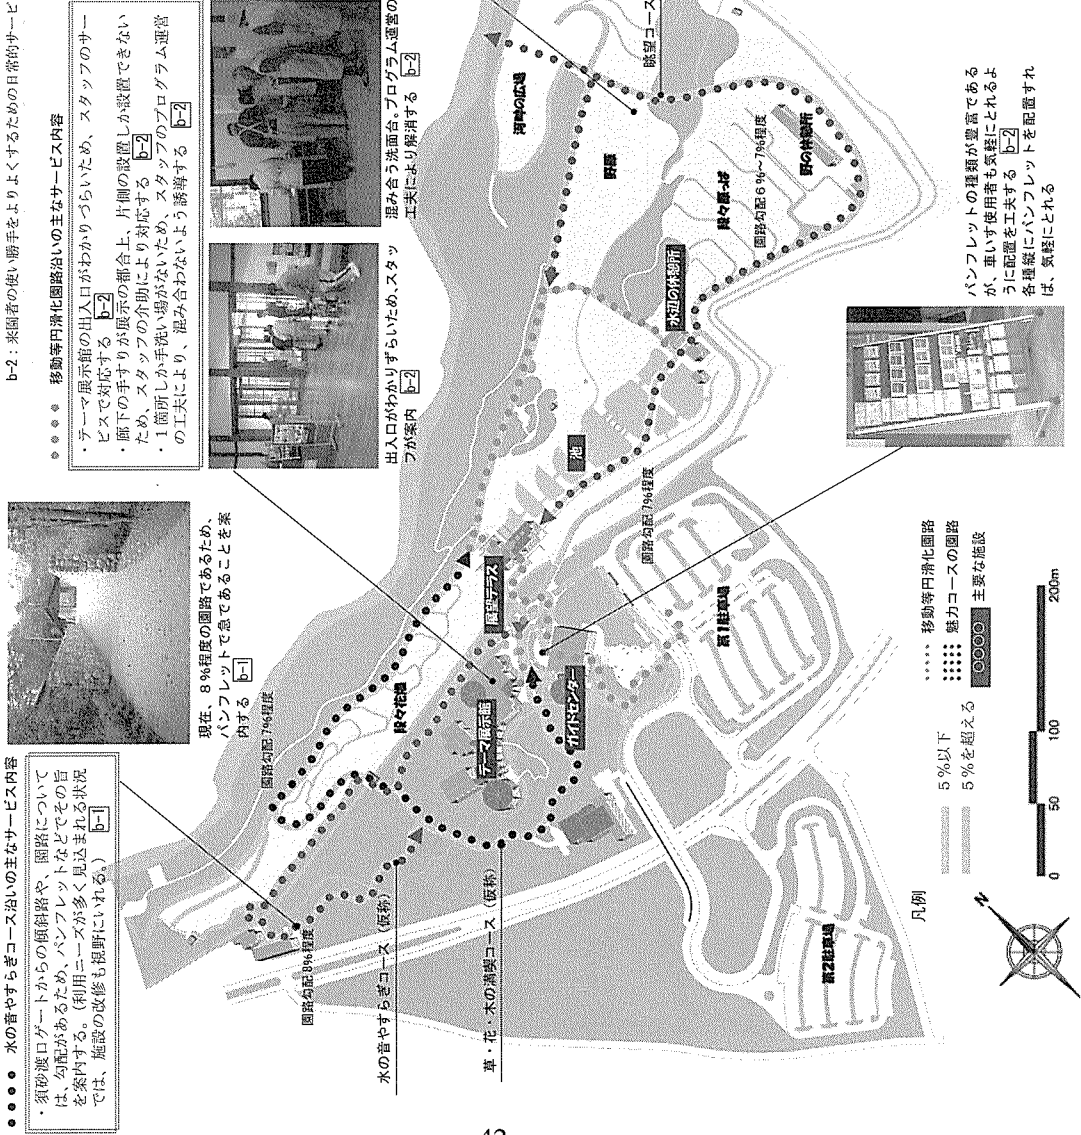 b-2：来園者の使い勝手をよりよくするための日常的サービ
移動等円滑化園路沿いの主なサービス内容
・テーマ展示館の出入口がわかりづらいため、スタッフのサー
ビスで対応する b-2
・廊下の手すりが展示の都合上、片側の設置しか設置できない
ため、スタッフの介助により対応する b-2
・1箇所しか手洗い場がないため、スタッフのプログラム運営
の工夫により、混み合わないよう誘導する b-2
水の音やすらぎコース沿いの主なサービス内容
・須砂渡口ゲートからの傾斜路や、園路について
は、勾配があるため、パンフレットなどでその旨
を案内する。（利用ニーズが多く見込まれる状況
では、施設の改修も視野にいれる。） b-1
現在、8％程度の園路であるため、
パンフレットで急であることを案
内する b-1
出入口がわかりずらいため、スタッ
フが案内 b-2
混み合う洗面台。プログラム運営の
工夫により解消する b-2
パンフレットの種類が豊富である
が、車いす使用者も気軽にとれるよ
うに配置を工夫する b-2
各種縦にパンフレットを配置すれ
ば、気軽にとれる
園路勾配8％程度
水の音やすらぎコース（仮称）
草・花・木の満喫コース（仮称）
園路勾配7％程度
段々花壇
テーマ展示館
展望テラス
ガイドセンター
池
水辺の休憩所
園路勾配7％程度
河畔の広場
野原
眺望コース
段々原っぱ
園路勾配6％~7％程度
野の休憩所
第1駐車場
第2駐車場
凡例
5％以下
5％を超える
移動等円滑化園路
魅力コースの園路
○○○○ 主要な施設
N
0 50 100 200m
42